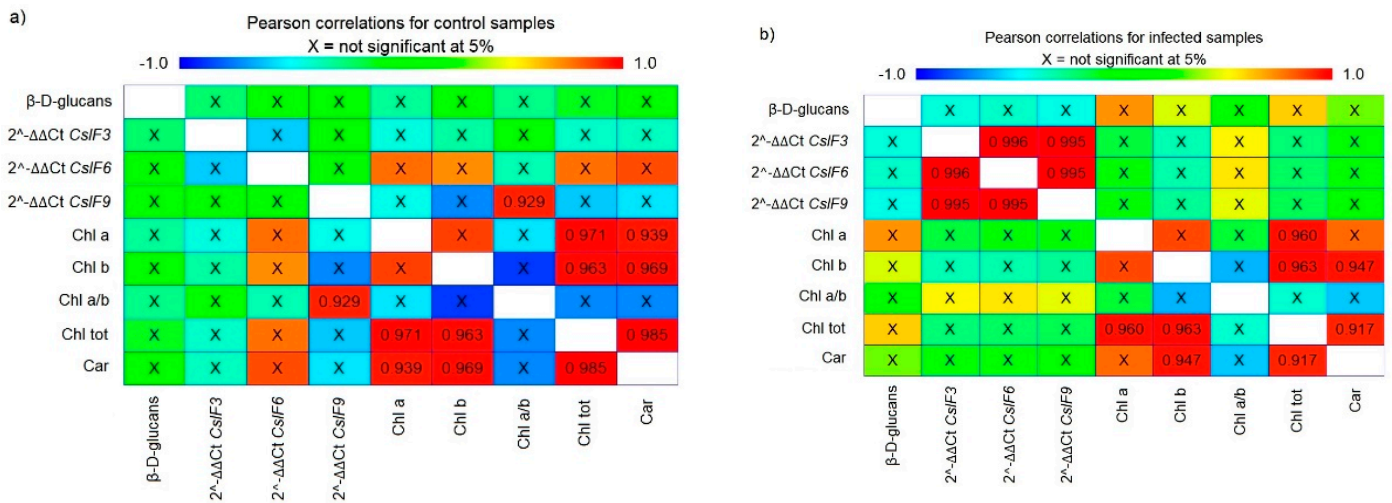 a)
Pearson correlations for control samples
X = not significant at 5%
-1.0 1.0
β-D-glucans X X X X X X X X
2^-ΔΔCt CslF3 X X X X X X X X
2^-ΔΔCt CslF6 X X X X X X X X
2^-ΔΔCt CslF9 X X X X X 0.929 X X
Chl a X X X X X X 0.971 0.939
Chl b X X X X X X 0.963 0.969
Chl a/b X X X 0.929 X X X X
Chl tot X X X X 0.971 0.963 X 0.985
Car X X X X 0.939 0.969 X 0.985
β-D-glucans
2^-ΔΔCt CslF3
2^-ΔΔCt CslF6
2^-ΔΔCt CslF9
Chl a
Chl b
Chl a/b
Chl tot
Car
b)
Pearson correlations for infected samples
X = not significant at 5%
-1.0 1.0
β-D-glucans X X X X X X X X
2^-ΔΔCt CslF3 X 0.996 0.995 X X X X X
2^-ΔΔCt CslF6 X 0.996 0.995 X X X X X
2^-ΔΔCt CslF9 X 0.995 0.995 X X X X X
Chl a X X X X X X 0.960 X
Chl b X X X X X X 0.963 0.947
Chl a/b X X X X X X X X
Chl tot X X X X 0.960 0.963 X 0.917
Car X X X X X 0.947 X 0.917
β-D-glucans
2^-ΔΔCt CslF3
2^-ΔΔCt CslF6
2^-ΔΔCt CslF9
Chl a
Chl b
Chl a/b
Chl tot
Car